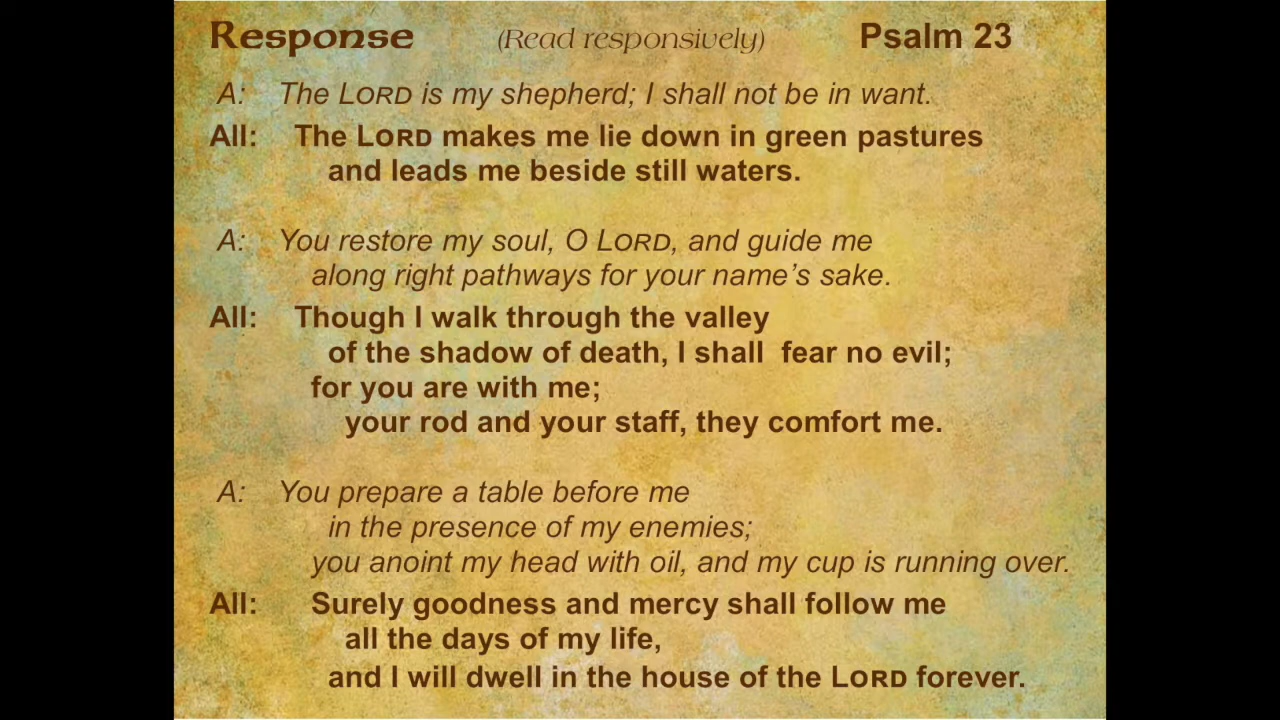 Response (Read responsively) Psalm 23
A: The LORD is my shepherd; I shall not be in want.
All: The LORD makes me lie down in green pastures
and leads me beside still waters.
A: You restore my soul, O LORD, and guide me
along right pathways for your name’s sake.
All: Though I walk through the valley
of the shadow of death, I shall fear no evil;
for you are with me;
your rod and your staff, they comfort me.
A: You prepare a table before me
in the presence of my enemies;
you anoint my head with oil, and my cup is running over.
All: Surely goodness and mercy shall follow me
all the days of my life,
and I will dwell in the house of the LORD forever.